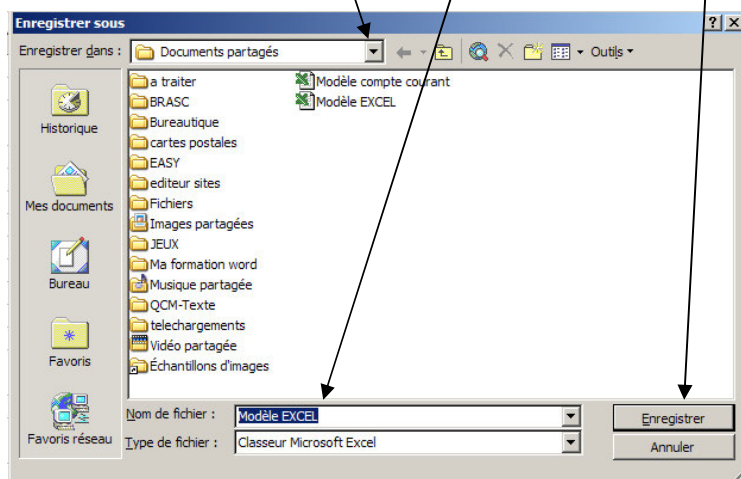 Enregistrer sous
Enregistrer dans : Documents partagés Outils
Historique
Mes documents
Bureau
Favoris
Favoris réseau
a traiter
BRASC
Bureautique
cartes postales
EASY
editeur sites
Fichiers
Images partagées
JEUX
Ma formation word
Musique partagée
QCM-Texte
telechargements
Vidéo partagée
Échantillons d'images
Modèle compte courant
Modèle EXCEL
Nom de fichier : Modèle EXCEL Enregistrer
Type de fichier : Classeur Microsoft Excel Annuler